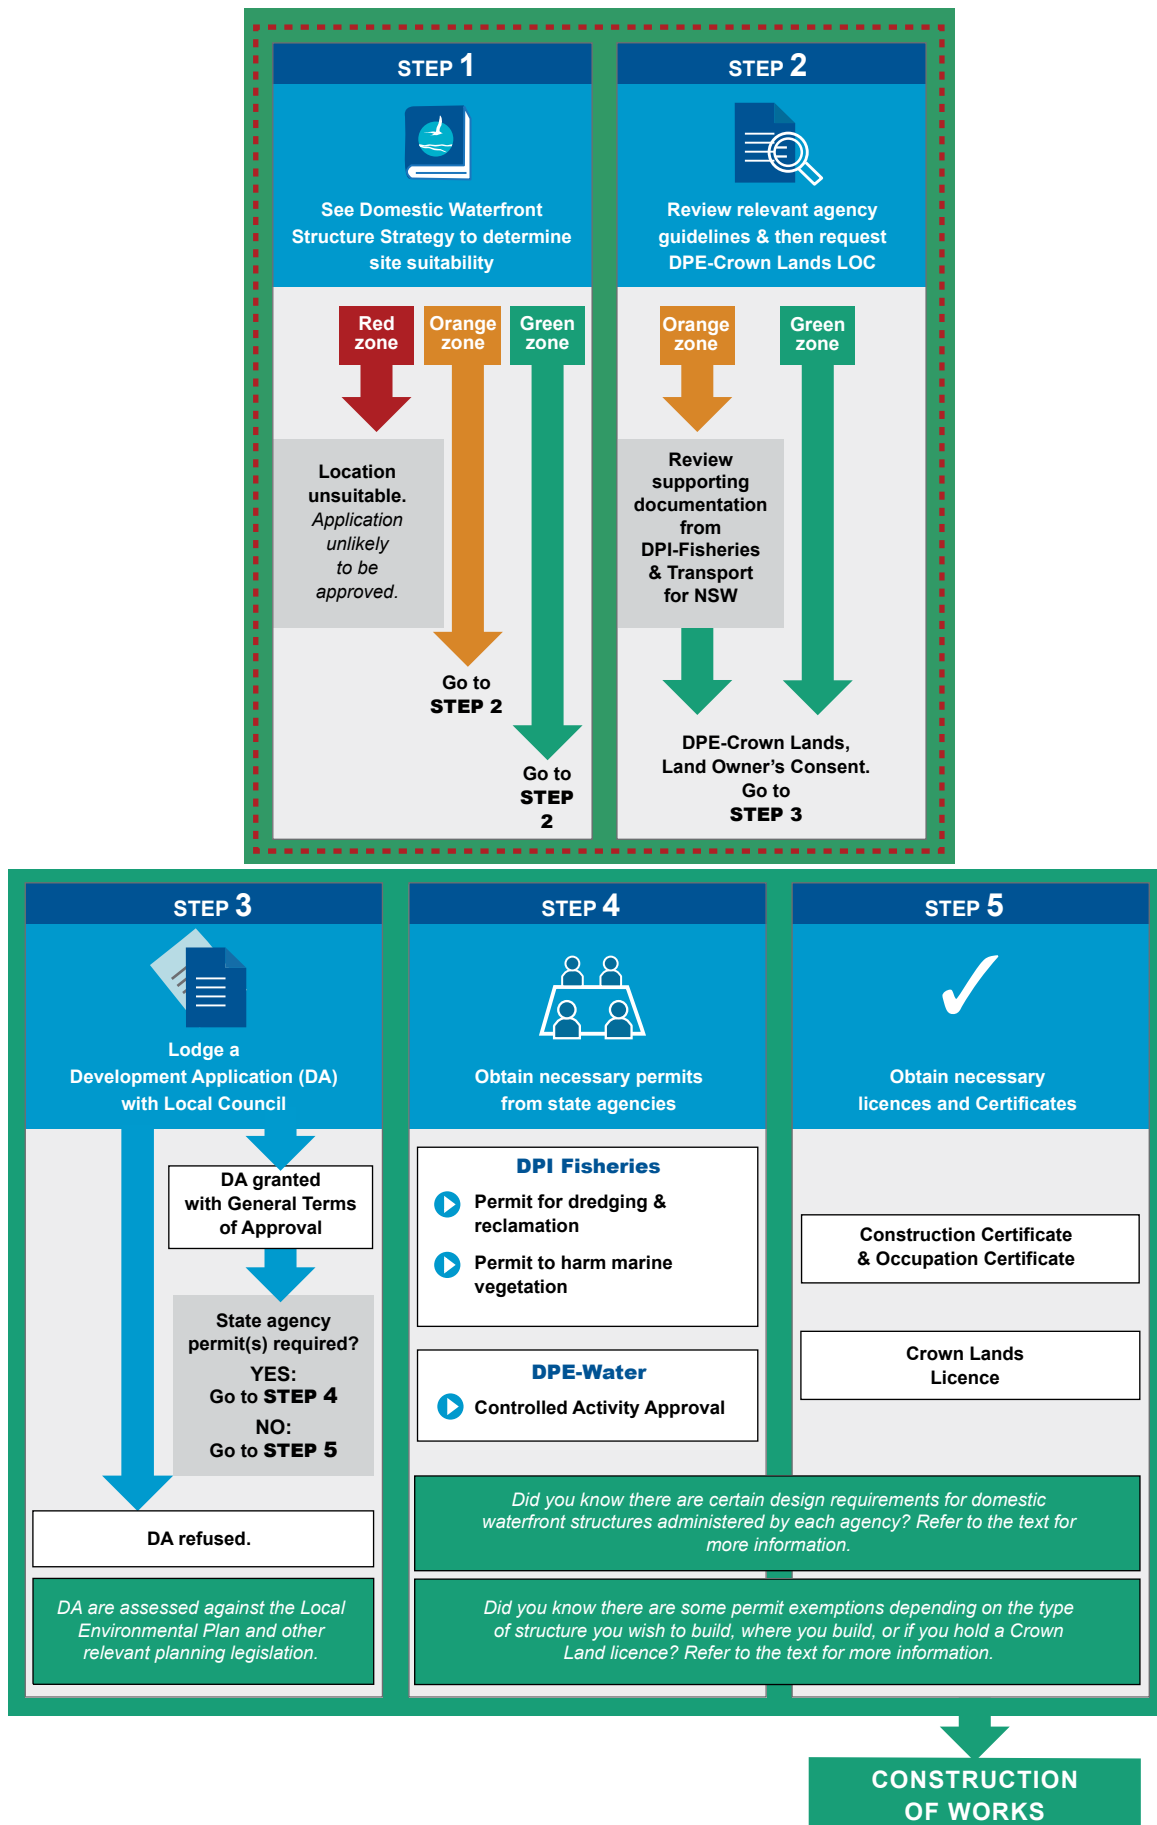 STEP 1
See Domestic Waterfront
Structure Strategy to determine
site suitability
Red
zone
Orange
zone
Green
zone
Location
unsuitable.
Application
unlikely
to be
approved.
Go to
STEP 2
Go to
STEP
2
STEP 2
Review relevant agency
guidelines & then request
DPE-Crown Lands LOC
Orange
zone
Green
zone
Review
supporting
documentation
from
DPI-Fisheries
& Transport
for NSW
DPE-Crown Lands,
Land Owner’s Consent.
Go to
STEP 3
STEP 3
Lodge a
Development Application (DA)
with Local Council
DA granted
with General Terms
of Approval
State agency
permit(s) required?
YES:
Go to STEP 4
NO:
Go to STEP 5
DA refused.
DA are assessed against the Local
Environmental Plan and other
relevant planning legislation.
STEP 4
Obtain necessary permits
from state agencies
DPI Fisheries
Permit for dredging &
reclamation
Permit to harm marine
vegetation
DPE-Water
Controlled Activity Approval
STEP 5
Obtain necessary
licences and Certificates
Construction Certificate
& Occupation Certificate
Crown Lands
Licence
Did you know there are certain design requirements for domestic
waterfront structures administered by each agency? Refer to the text for
more information.
Did you know there are some permit exemptions depending on the type
of structure you wish to build, where you build, or if you hold a Crown
Land licence? Refer to the text for more information.
CONSTRUCTION
OF WORKS